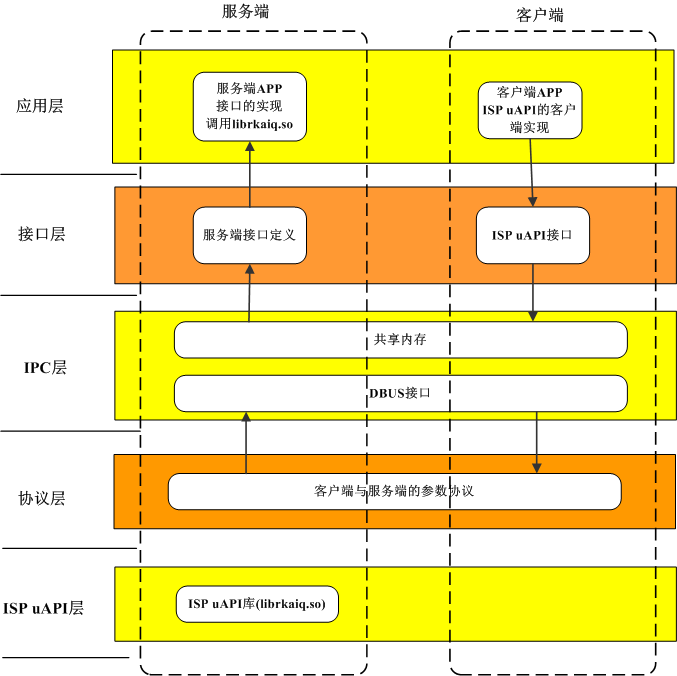 服务端
客户端
应用层
服务端APP
接口的实现
调用librkaiq.so
客户端APP
ISP uAPI的客户
端实现
接口层
服务端接口定义
ISP uAPI接口
IPC层
共享内存
DBUS接口
协议层
客户端与服务端的参数协议
ISP uAPI层
ISP uAPI库(librkaiq.so)